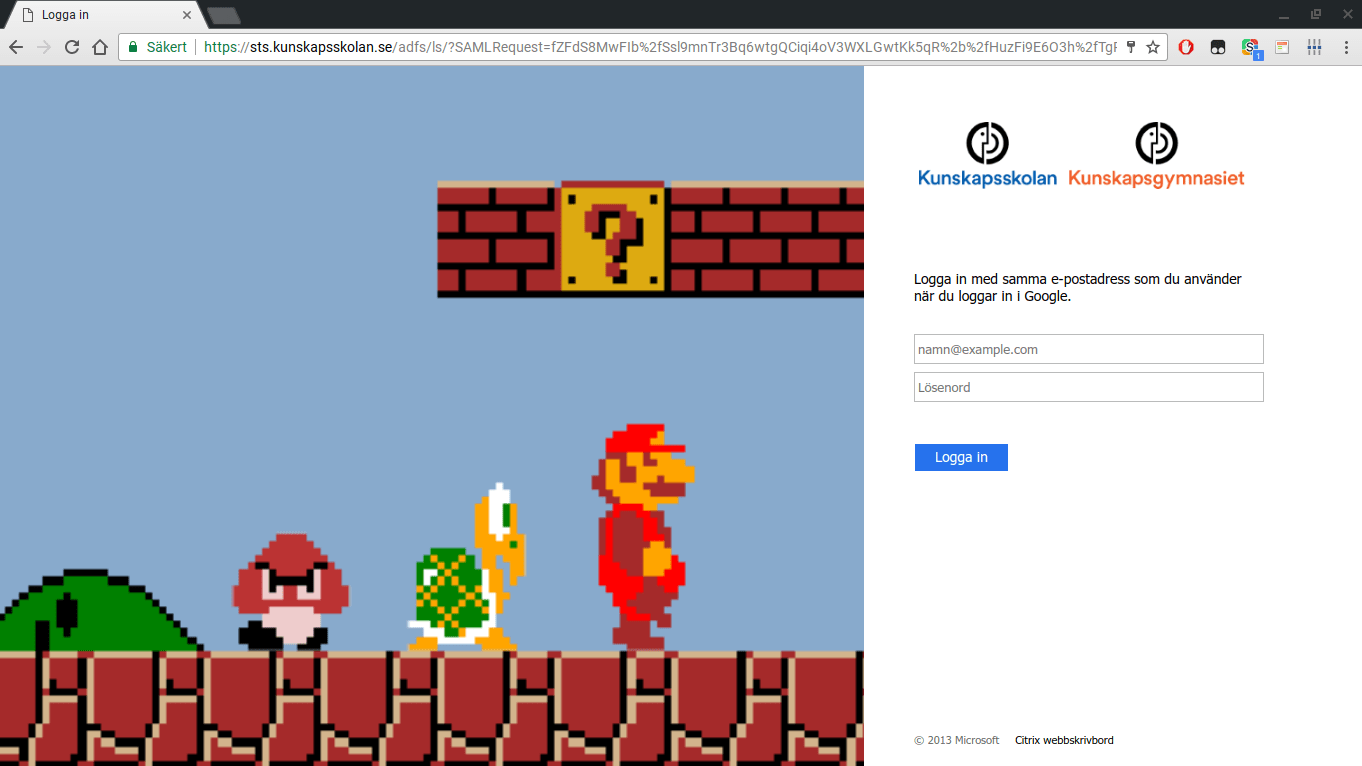 Logga in
Säkert
https://sts.kunskapsskolan.se/adfs/ls/?SAMLRequest=fZFdS8MwFIb%2fSsl9mnTr3Bq6wtgQCiqi4oV3WXLGwtKk5qR%2b%2fHuzFi9E6O3h%2fTgP
1
?
Kunskapsskolan
Kunskapsgymnasiet
Logga in med samma e-postadress som du använder
när du loggar in i Google.
namn@example.com
Lösenord
Logga in
© 2013 Microsoft
Citrix webbskrivbord